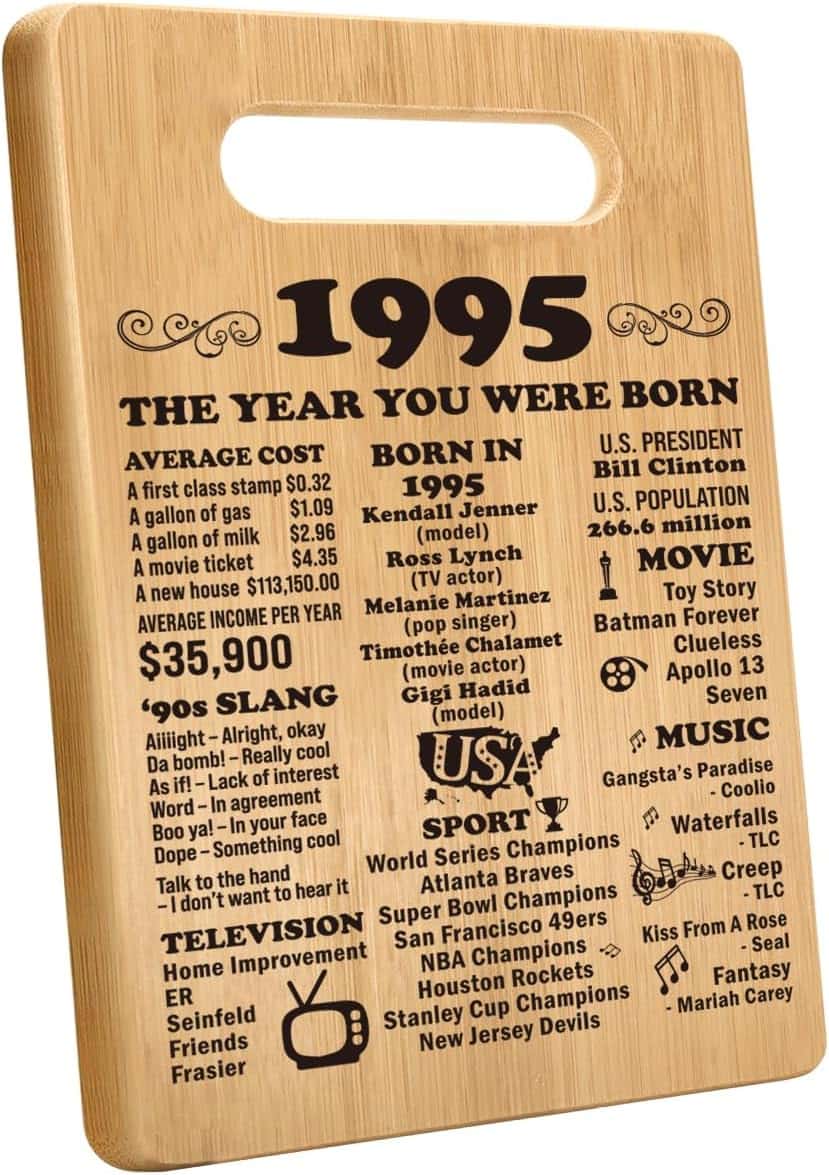 1995
THE YEAR YOU WERE BORN
AVERAGE COST
A first class stamp $0.32
A gallon of gas $1.09
A gallon of milk $2.96
A movie ticket $4.35
A new house $113,150.00
AVERAGE INCOME PER YEAR
$35,900
‘90s SLANG
Aiiiight – Alright, okay
Da bomb! – Really cool
As if! – Lack of interest
Word – In agreement
Boo ya! – In your face
Dope – Something cool
Talk to the hand
– I don't want to hear it
TELEVISION
Home Improvement
ER
Seinfeld
Friends
Frasier
BORN IN
1995
Kendall Jenner
(model)
Ross Lynch
(TV actor)
Melanie Martinez
(pop singer)
Timothée Chalamet
(movie actor)
Gigi Hadid
(model)
USA
SPORT
World Series Champions
Atlanta Braves
Super Bowl Champions
San Francisco 49ers
NBA Champions
Houston Rockets
Stanley Cup Champions
New Jersey Devils
U.S. PRESIDENT
Bill Clinton
U.S. POPULATION
266.6 million
MOVIE
Toy Story
Batman Forever
Clueless
Apollo 13
Seven
MUSIC
Gangsta's Paradise
- Coolio
Waterfalls
- TLC
Creep
- TLC
Kiss From A Rose
- Seal
Fantasy
- Mariah Carey